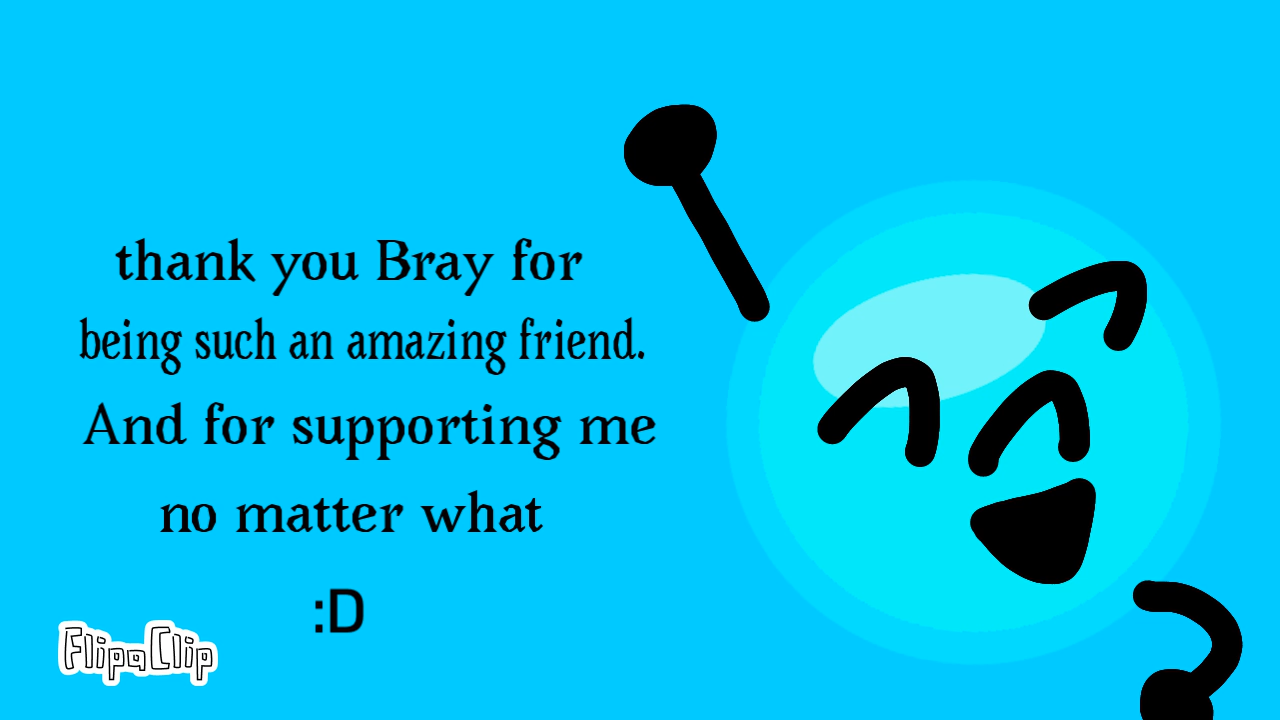 thank you Bray for
being such an amazing friend.
And for supporting me
no matter what
:D
FlipaClip